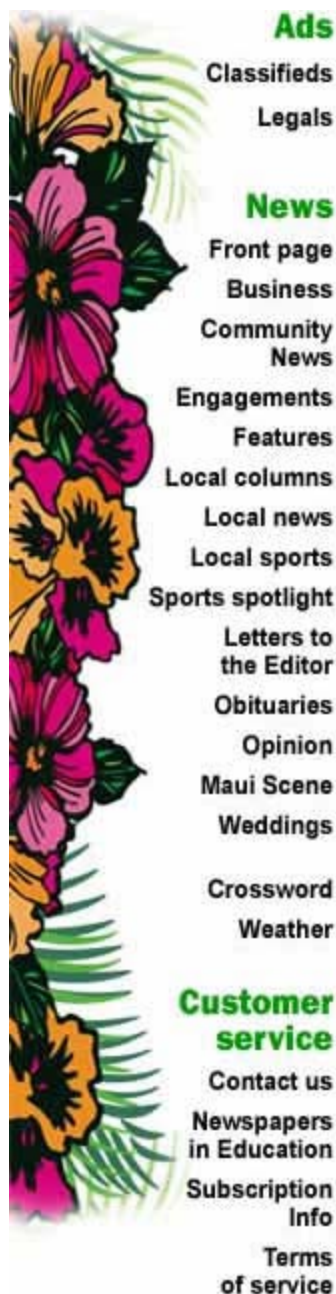 Ads
Classifieds
Legals
News
Front page
Business
Community
News
Engagements
Features
Local columns
Local news
Local sports
Sports spotlight
Letters to
the Editor
Obituaries
Opinion
Maui Scene
Weddings
Crossword
Weather
Customer
service
Contact us
Newspapers
in Education
Subscription
Info
Terms
of service